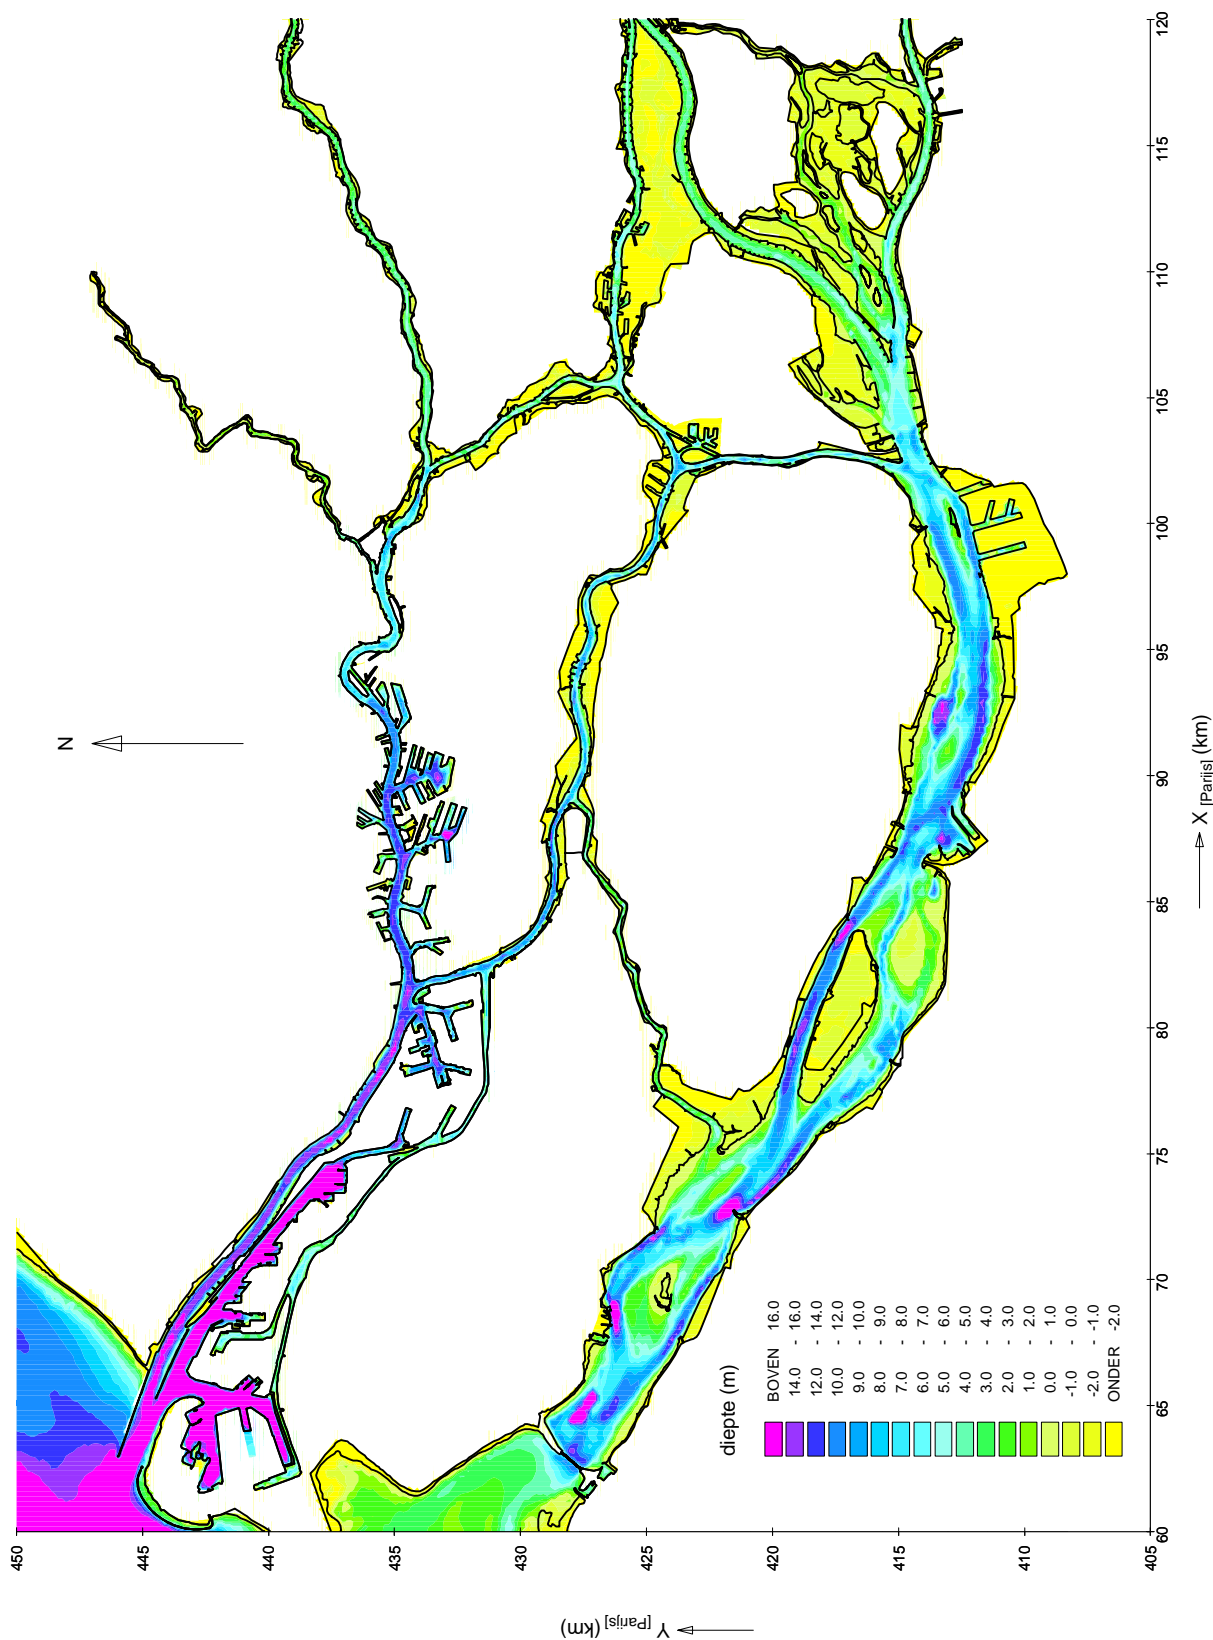 N
diepte (m)
BOVEN 16.0
14.0 - 16.0
12.0 - 14.0
10.0 - 12.0
9.0 - 10.0
8.0 - 9.0
7.0 - 8.0
6.0 - 7.0
5.0 - 6.0
4.0 - 5.0
3.0 - 4.0
2.0 - 3.0
1.0 - 2.0
0.0 - 1.0
-1.0 - 0.0
-2.0 - -1.0
ONDER -2.0
120
115
110
105
100
95
90
85
80
75
70
65
60
X [Parijs] (km)
450
445
440
435
430
425
420
415
410
405
Y [Parijs] (km)